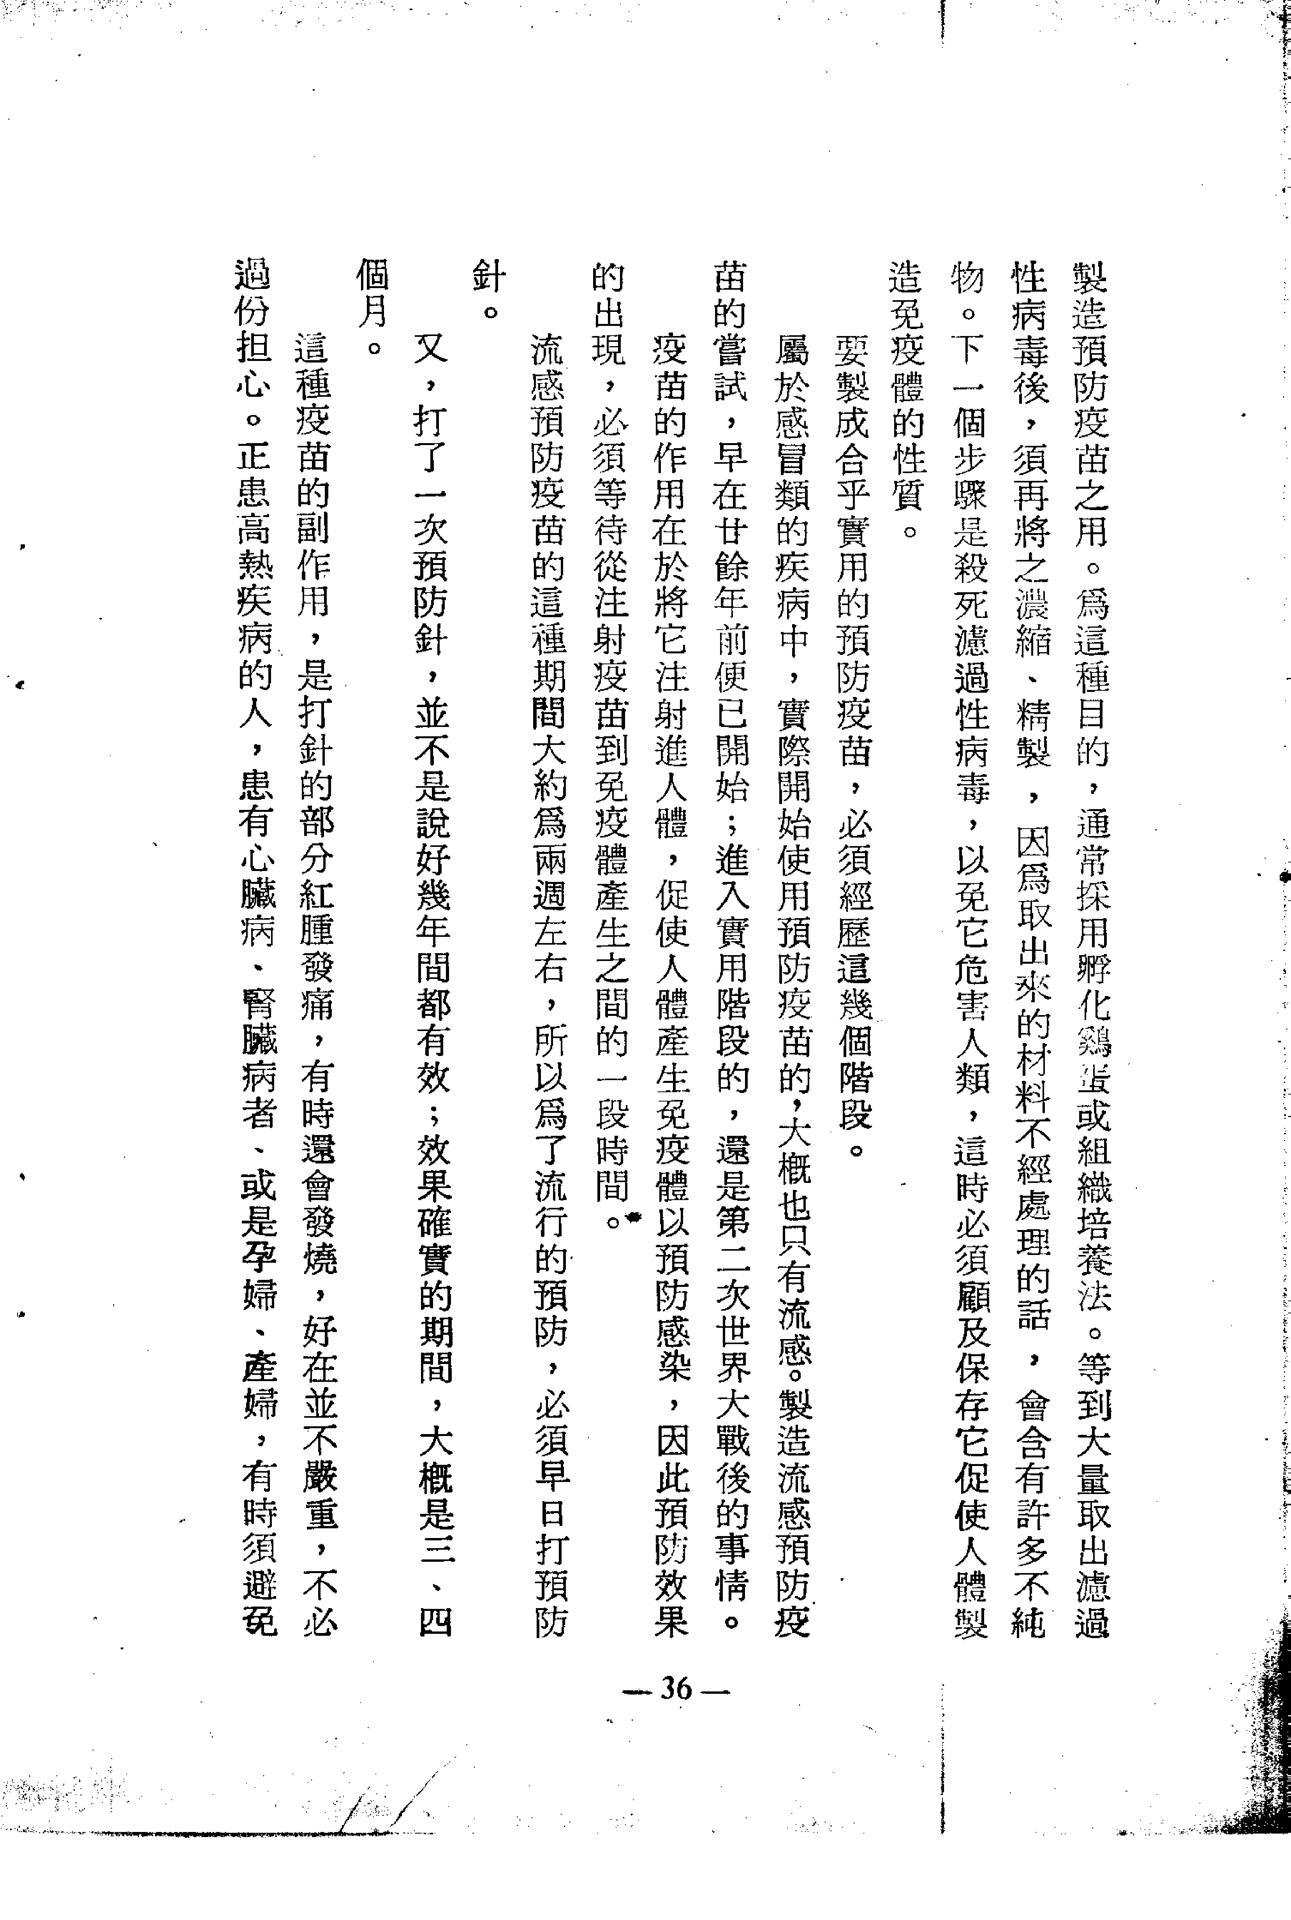 製造預防疫苗之用。爲這種目的，通常採用孵化鷄蛋或組織培養法。等到大量取出濾過
性病毒後，須再將之濃縮、精製，因爲取出來的材料不經處理的話，會含有許多不純
物。下一個步驟是殺死濾過性病毒，以免它危害人類，這時必須顧及保存它促使人體製
造免疫體的性質。
要製成合乎實用的預防疫苗，必須經歷這幾個階段。
屬於感冒類的疾病中，實際開始使用預防疫苗的，大概也只有流感。製造流感預防疫
苗的嘗試，早在廿餘年前便已開始；進入實用階段的，還是第二次世界大戰後的事情。
疫苗的作用在於將它注射進人體，促使人體產生免疫體以預防感染，因此預防效果
的出現，必須等待從注射疫苗到免疫體產生之間的一段時間。
流感預防疫苗的這種期間大約爲兩週左右，所以爲了流行的預防，必須早日打預防
針。
又，打了一次預防針，並不是說好幾年間都有效；效果確實的期間，大概是三、四
個月。
這種疫苗的副作用，是打針的部分紅腫發痛，有時還會發燒，好在並不嚴重，不必
過份担心。正患高熱疾病的人，患有心臟病、腎臟病者、或是孕婦、產婦，有時須避免
— 36 —